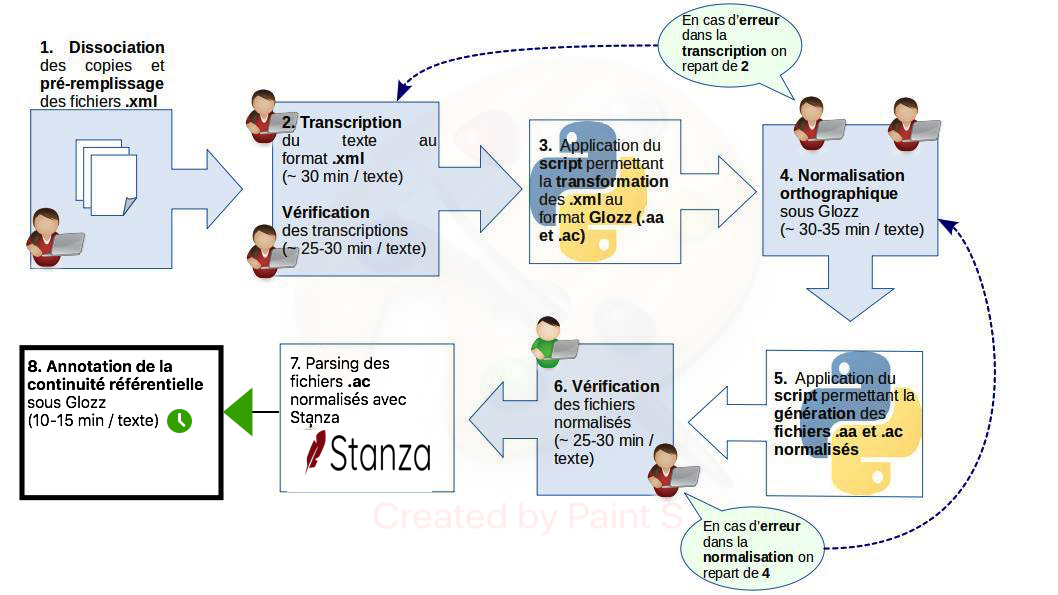 1. Dissociation
des copies et
pré-remplissage
des fichiers .xml
2. Transcription
du texte au
format .xml
(~ 30 min / texte)
Vérification
des transcriptions
(~ 25-30 min / texte)
3. Application du
script permettant
la transformation
des .xml au
format Glozz (.aa
et .ac)
En cas d'erreur
dans la
transcription on
repart de 2
4. Normalisation
orthographique
sous Glozz
(~ 30-35 min / texte)
5. Application du
script permettant la
génération des
fichiers .aa et .ac
normalisés
6. Vérification
des fichiers
normalisés
(~ 25-30 min /
texte)
En cas d'erreur
dans la
normalisation on
repart de 4
7. Parsing des
fichiers .ac
normalisés avec
Stanza
Stanza
8. Annotation de la
continuité référentielle
sous Glozz
(10-15 min / texte)
Created by Paint S